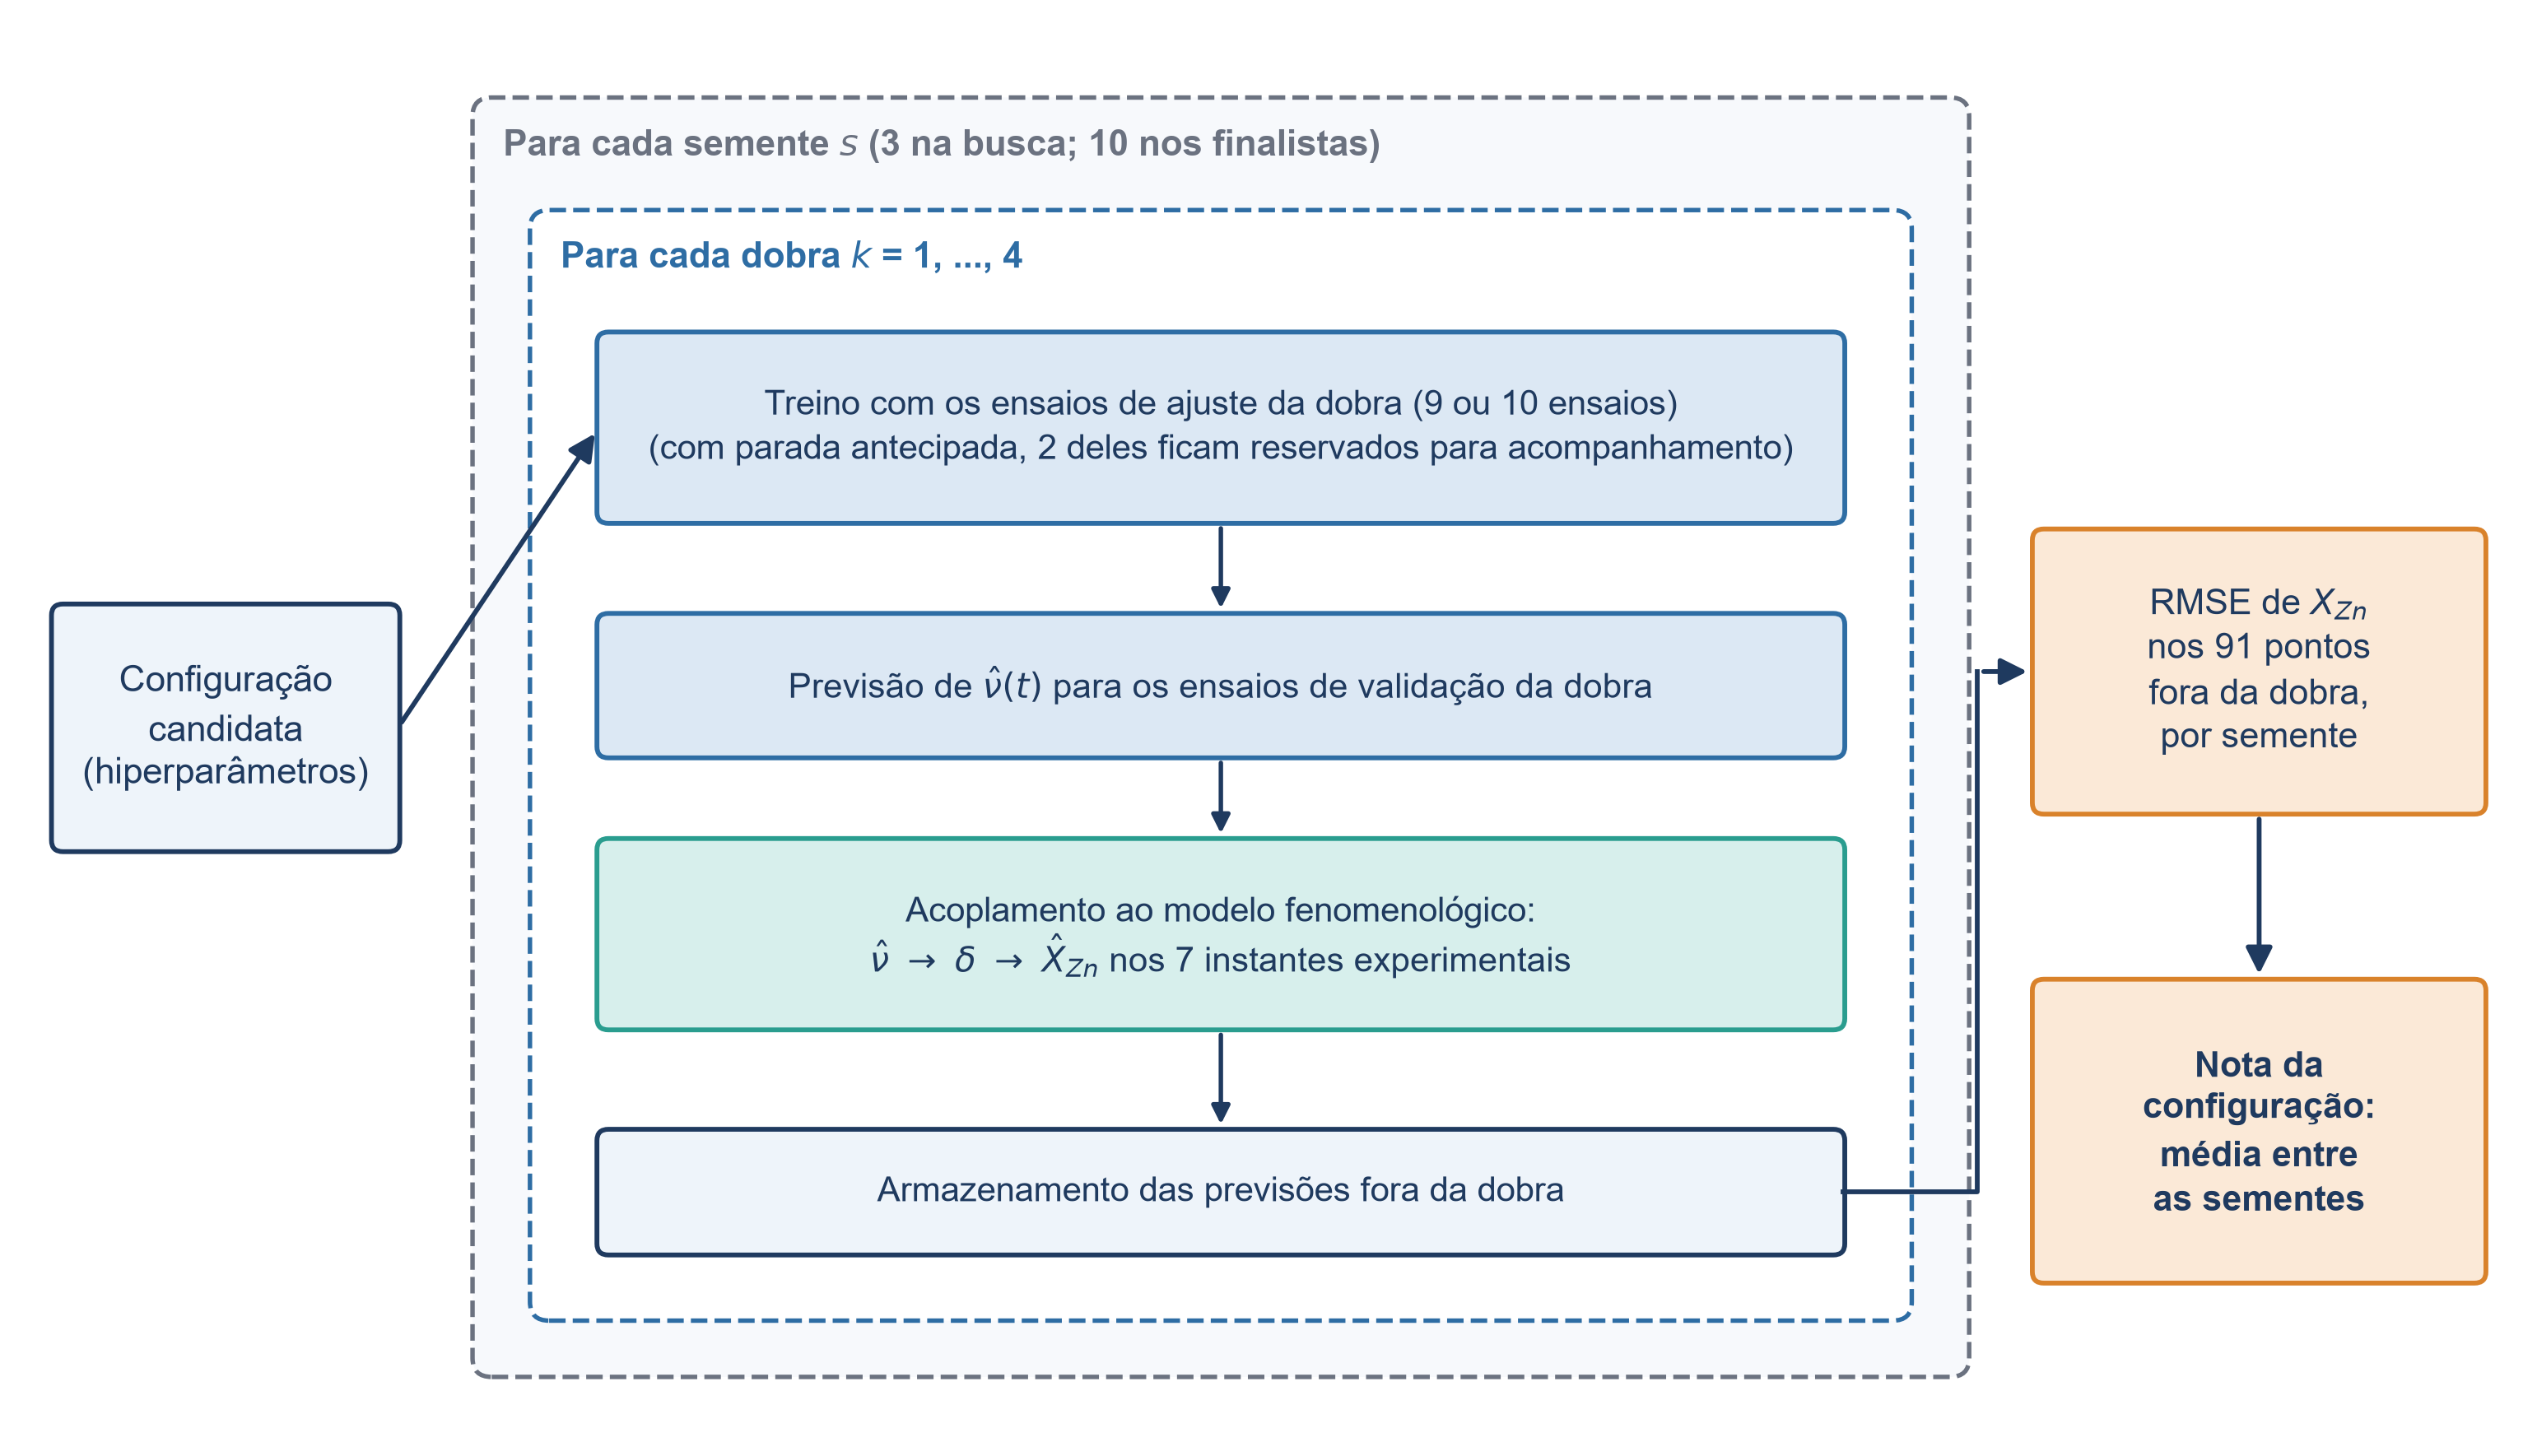 Para cada semente s (3 na busca; 10 nos finalistas)
Para cada dobra k = 1, ..., 4
Configuração
candidata
(hiperparâmetros)
Treino com os ensaios de ajuste da dobra (9 ou 10 ensaios)
(com parada antecipada, 2 deles ficam reservados para acompanhamento)
Previsão de ν̂(t) para os ensaios de validação da dobra
Acoplamento ao modelo fenomenológico:
ν̂ → δ → X̂_Zn nos 7 instantes experimentais
Armazenamento das previsões fora da dobra
RMSE de X_Zn
nos 91 pontos
fora da dobra,
por semente
Nota da
configuração:
média entre
as sementes